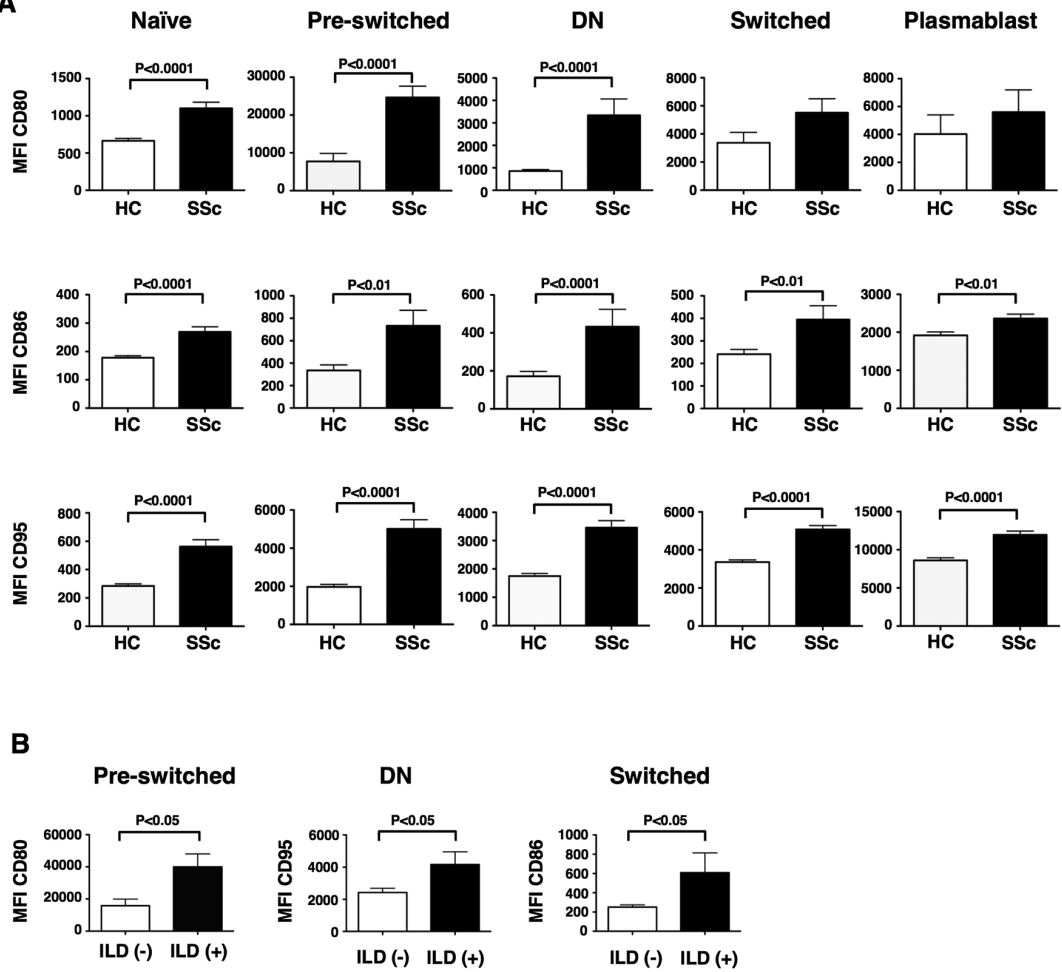 A
Naïve Pre-switched DN Switched Plasmablast
MFI CD80
P<0.0001 P<0.0001 P<0.0001
1500 30000 5000 8000 8000
1000 20000 4000 6000 6000
500 10000 3000 4000 4000
0 0 2000 2000 2000
1000 0 0
0
HC SSc HC SSc HC SSc HC SSc HC SSc
MFI CD86
P<0.0001 P<0.01 P<0.0001 P<0.01 P<0.01
400 1000 600 500 3000
300 800 400 400 2000
200 600 200 300 1000
100 400 0 200 0
0 200 100
0 0
HC SSc HC SSc HC SSc HC SSc HC SSc
MFI CD95
P<0.0001 P<0.0001 P<0.0001 P<0.0001 P<0.0001
800 6000 4000 6000 15000
600 4000 3000 4000 10000
400 2000 2000 2000 5000
200 0 1000 0 0
0 0
HC SSc HC SSc HC SSc HC SSc HC SSc
B
Pre-switched DN Switched
MFI CD80 MFI CD95 MFI CD86
P<0.05 P<0.05 P<0.05
60000 6000 1000
40000 4000 800
20000 2000 600
0 0 400
200
0
ILD (-) ILD (+) ILD (-) ILD (+) ILD (-) ILD (+)